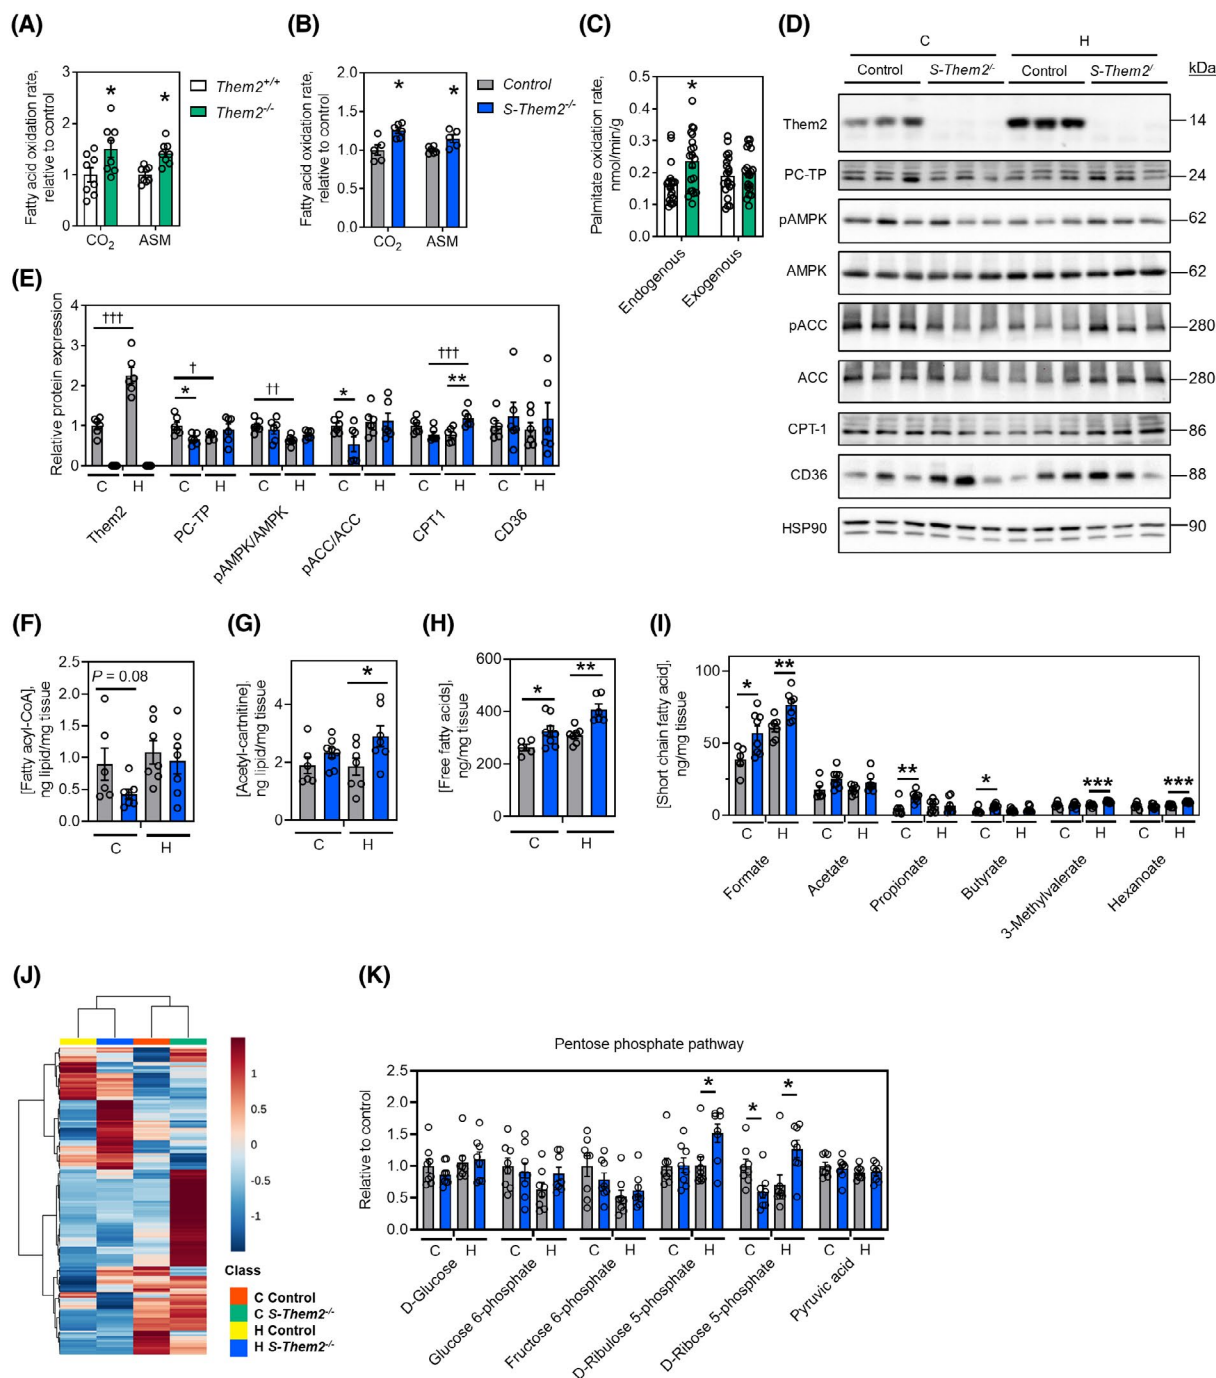 (A)
Fatty acid oxidation rate,
relative to control
3
2
1
0
*
*
CO2
ASM
Them2+/+
Them2-/-
(B)
Fatty acid oxidation rate,
relative to control
2.0
1.5
1.0
0.5
0.0
*
*
CO2
ASM
Control
S-Them2-/-
(C)
Palmitate oxidation rate,
nmol/min/g
0.5
0.4
0.3
0.2
0.1
0.0
*
Endogenous
Exogenous
(D)
C
H
Control
S-Them2-/-
Control
S-Them2-/
kDa
Them2
14
PC-TP
24
pAMPK
62
AMPK
62
pACC
280
ACC
280
CPT-1
86
CD36
88
HSP90
90
(E)
Relative protein expression
4
3
2
1
0
†††
†
*
††
*
†††
**
C H C H C H C H C H C H
Them2
PC-TP
pAMPK/AMPK
pACC/ACC
CPT1
CD36
(F)
[Fatty acyl-CoA],
ng lipid/mg tissue
2.5
2.0
1.5
1.0
0.5
0.0
P = 0.08
C H
(G)
[Acetyl-cartnitine],
ng lipid/mg tissue
4
2
0
*
C H
(H)
[Free fatty acids],
ng/mg tissue
600
400
200
0
*
**
C H
(I)
[Short chain fatty acid],
ng/mg tissue
100
50
0
*
**
**
*
***
***
C H C H C H C H C H C H
Formate
Acetate
Propionate
Butyrate
3-Methylvalerate
Hexanoate
(J)
1
0.5
0
-0.5
-1
Class
C Control
C S-Them2-/-
H Control
H S-Them2-/-
(K)
Pentose phosphate pathway
Relative to control
2.5
2.0
1.5
1.0
0.5
0.0
*
*
*
C H C H C H C H C H C H
D-Glucose
Glucose 6-phosphate
Fructose 6-phosphate
D-Ribulose 5-phosphate
D-Ribose 5-phosphate
Pyruvic acid